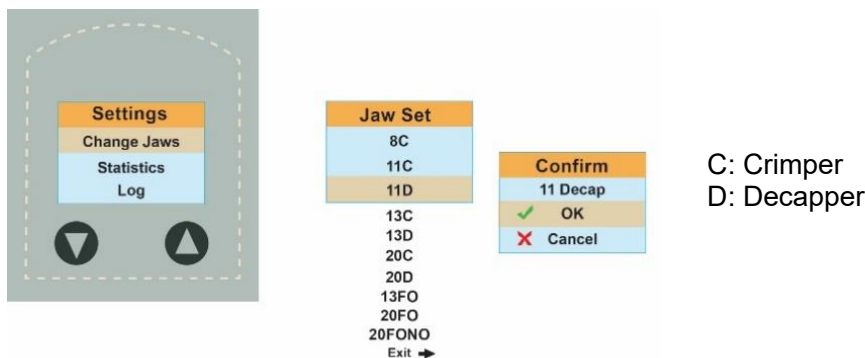 Settings
Change Jaws
Statistics
Log
Jaw Set
8C
11C
11D
13C
13D
20C
20D
13FO
20FO
20FONO
Exit
Confirm
11 Decap
OK
Cancel
C: Crimper
D: Decapper